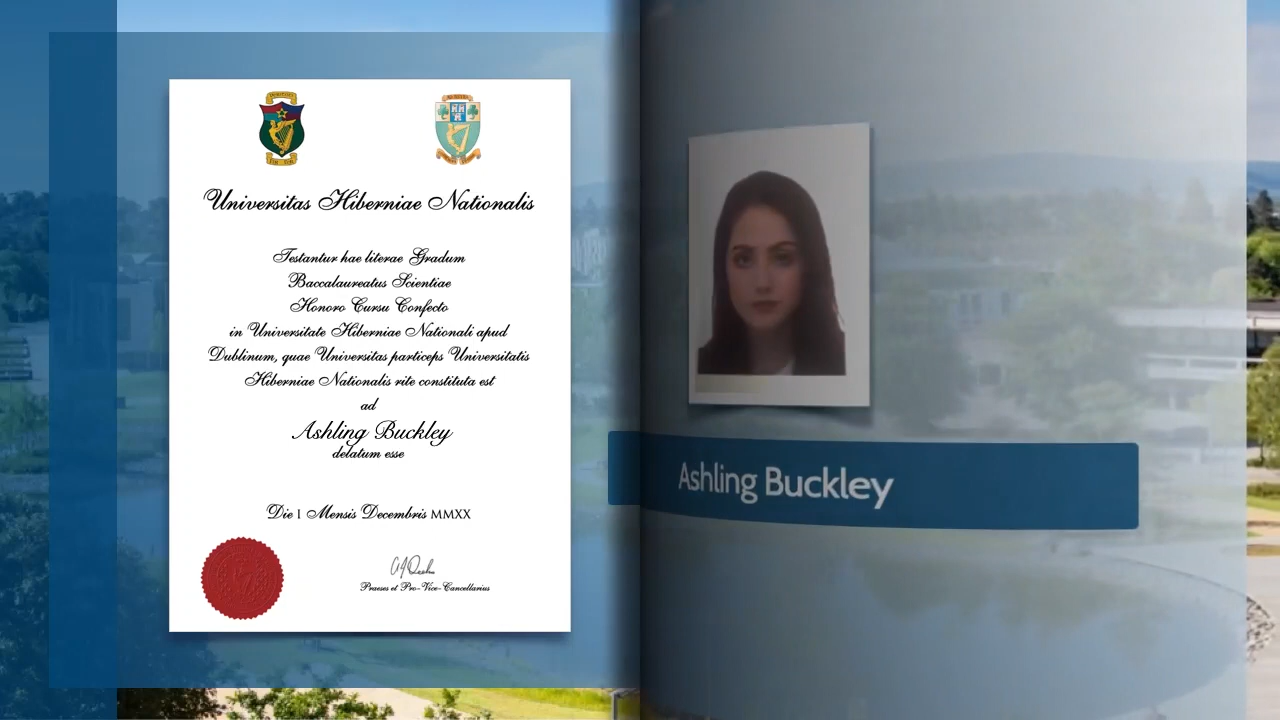 Universitas Hiberniae Nationalis
Testantur hae literae Gradum
Baccalaureatus Scientiae
Honoro Cursu Confecto
in Universitate Hiberniae Nationali apud
Dublinum, quae Universitas particeps Universitatis
Hiberniae Nationalis rite constituta est
ad
Ashling Buckley
delatum esse
Die 1 Mensis Decembris MMXX
Praeses et Pro-Vice-Cancellarius
Ashling Buckley